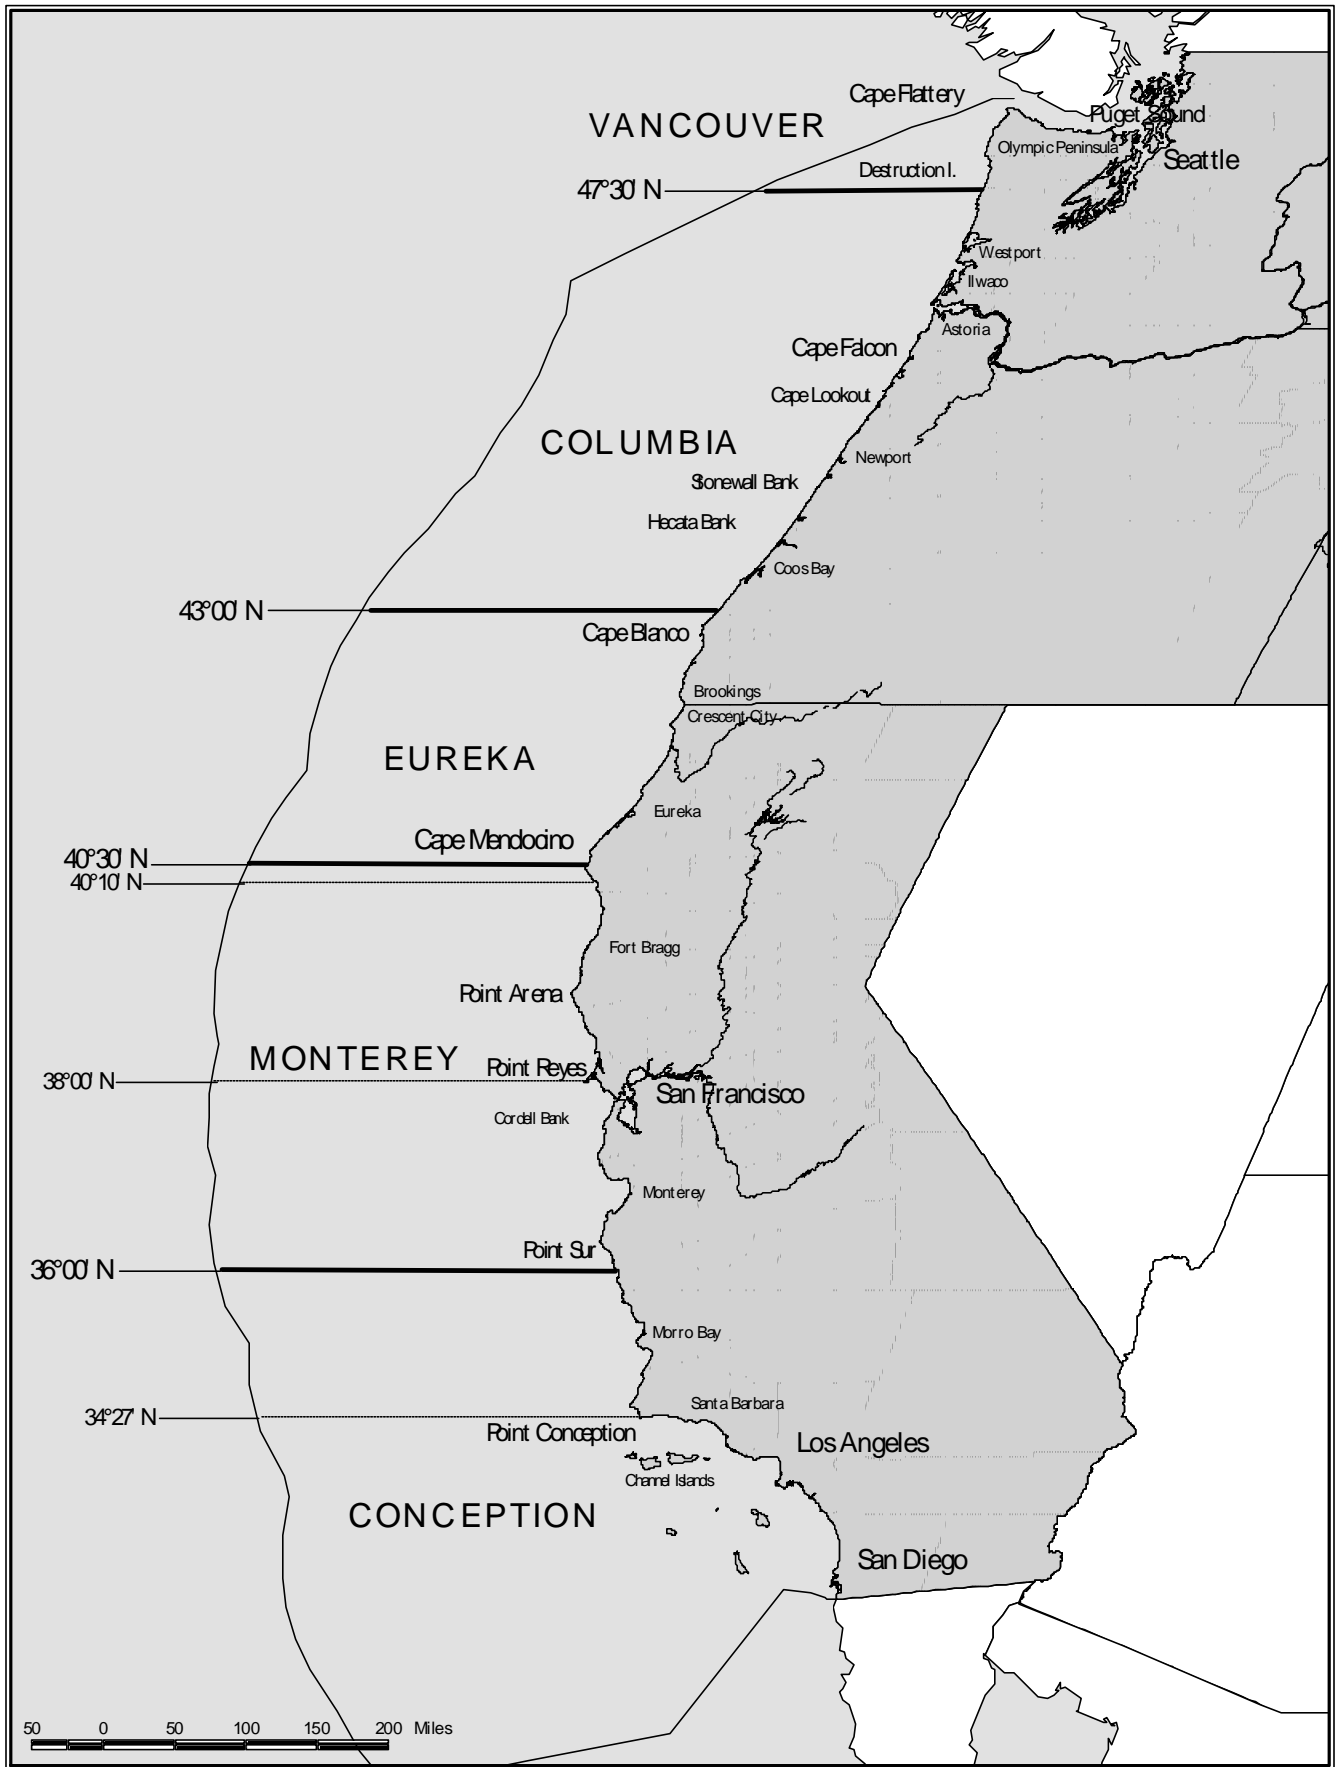 Cape Flattery
VANCOUVER
Puget Sound
Olympic Peninsula
Seattle
Destruction I.
47°30' N
Westport
Ilwaco
Astoria
Cape Falcon
Cape Lookout
COLUMBIA
Newport
Stonewall Bank
Hecata Bank
Coos Bay
43°00' N
Cape Blanco
Brookings
Crescent City
EUREKA
Eureka
Cape Mendocino
40°30' N
40°10' N
Fort Bragg
Point Arena
MONTEREY
Point Reyes
38°00' N
San Francisco
Cordell Bank
Monterey
Point Sur
36°00' N
Morro Bay
Santa Barbara
34°27' N
Point Conception
Los Angeles
Channel Islands
CONCEPTION
San Diego
50 0 50 100 150 200 Miles